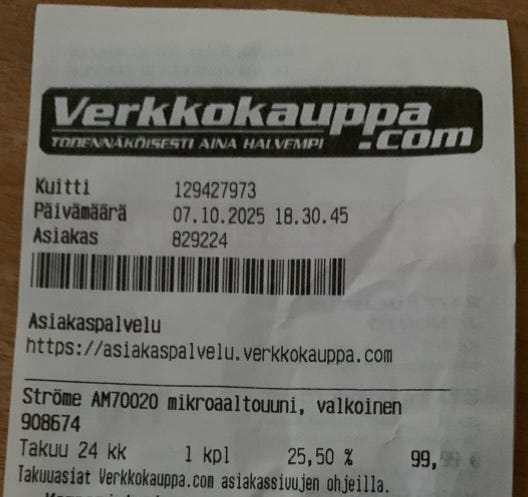 Verkkokauppa
.com
TODENNÄKÖISESTI AINA HALVEMPI
Kuitti 129427973
Päivämäärä 07.10.2025 18.30.45
Asiakas 829224
Asiakaspalvelu
https://asiakaspalvelu.verkkokauppa.com
Ströme AM70020 mikroaaltouuni, valkoinen
908674
Takuu 24 kk 1 kpl 25,50 % 99,99 €
Takuuasiat Verkkokauppa.com asiakassivujen ohjeilla.